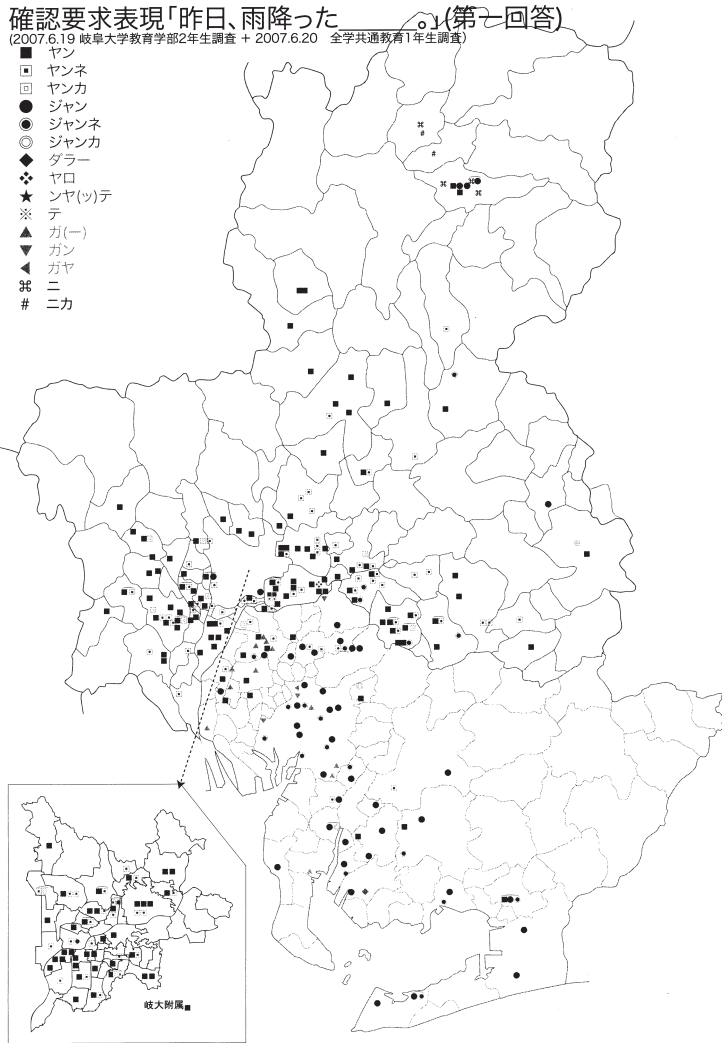 確認要求表現「昨日、雨降った______。」(第一回答)
(2007.6.19 岐阜大学教育学部2年生調査 + 2007.6.20 全学共通教育1年生調査)
■ ヤン
ヤンネ
ヤンカ
● ジャン
◉ ジャンネ
◎ ジャンカ
◆ ダラー
❖ ヤロ
★ ンヤ(ッ)テ
※ テ
▲ ガ(ー)
▼ ガン
◀ ガヤ
⌘ ニ
# ニカ
岐大附属